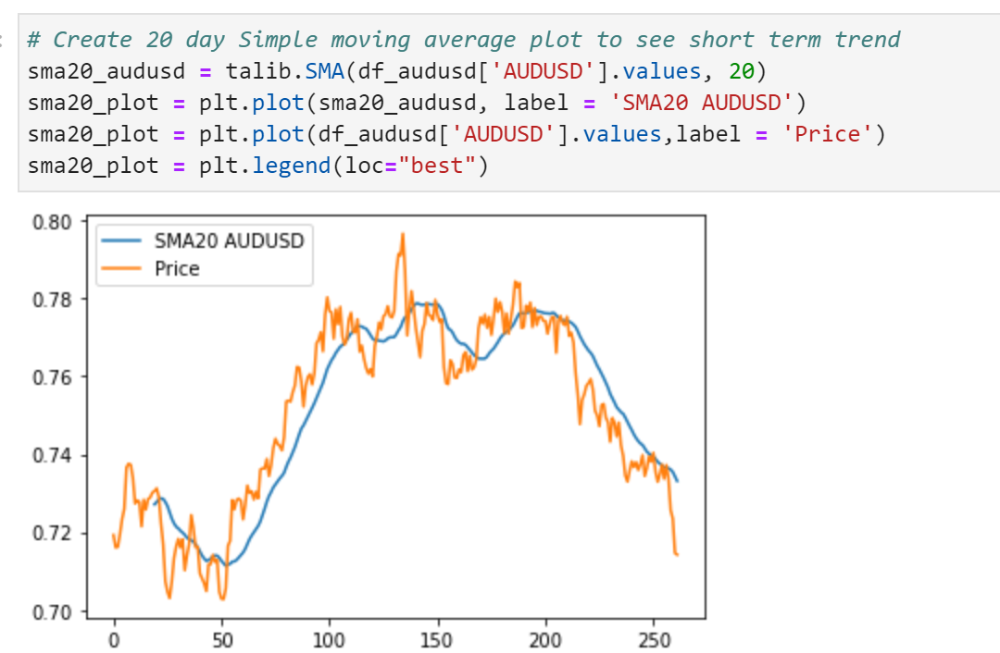 # Create 20 day Simple moving average plot to see short term trend
sma20_audusd = talib.SMA(df_audusd['AUDUSD'].values, 20)
sma20_plot = plt.plot(sma20_audusd, label = 'SMA20 AUDUSD')
sma20_plot = plt.plot(df_audusd['AUDUSD'].values,label = 'Price')
sma20_plot = plt.legend(loc="best")
0.80
SMA20 AUDUSD
Price
0.78
0.76
0.74
0.72
0.70
0 50 100 150 200 250